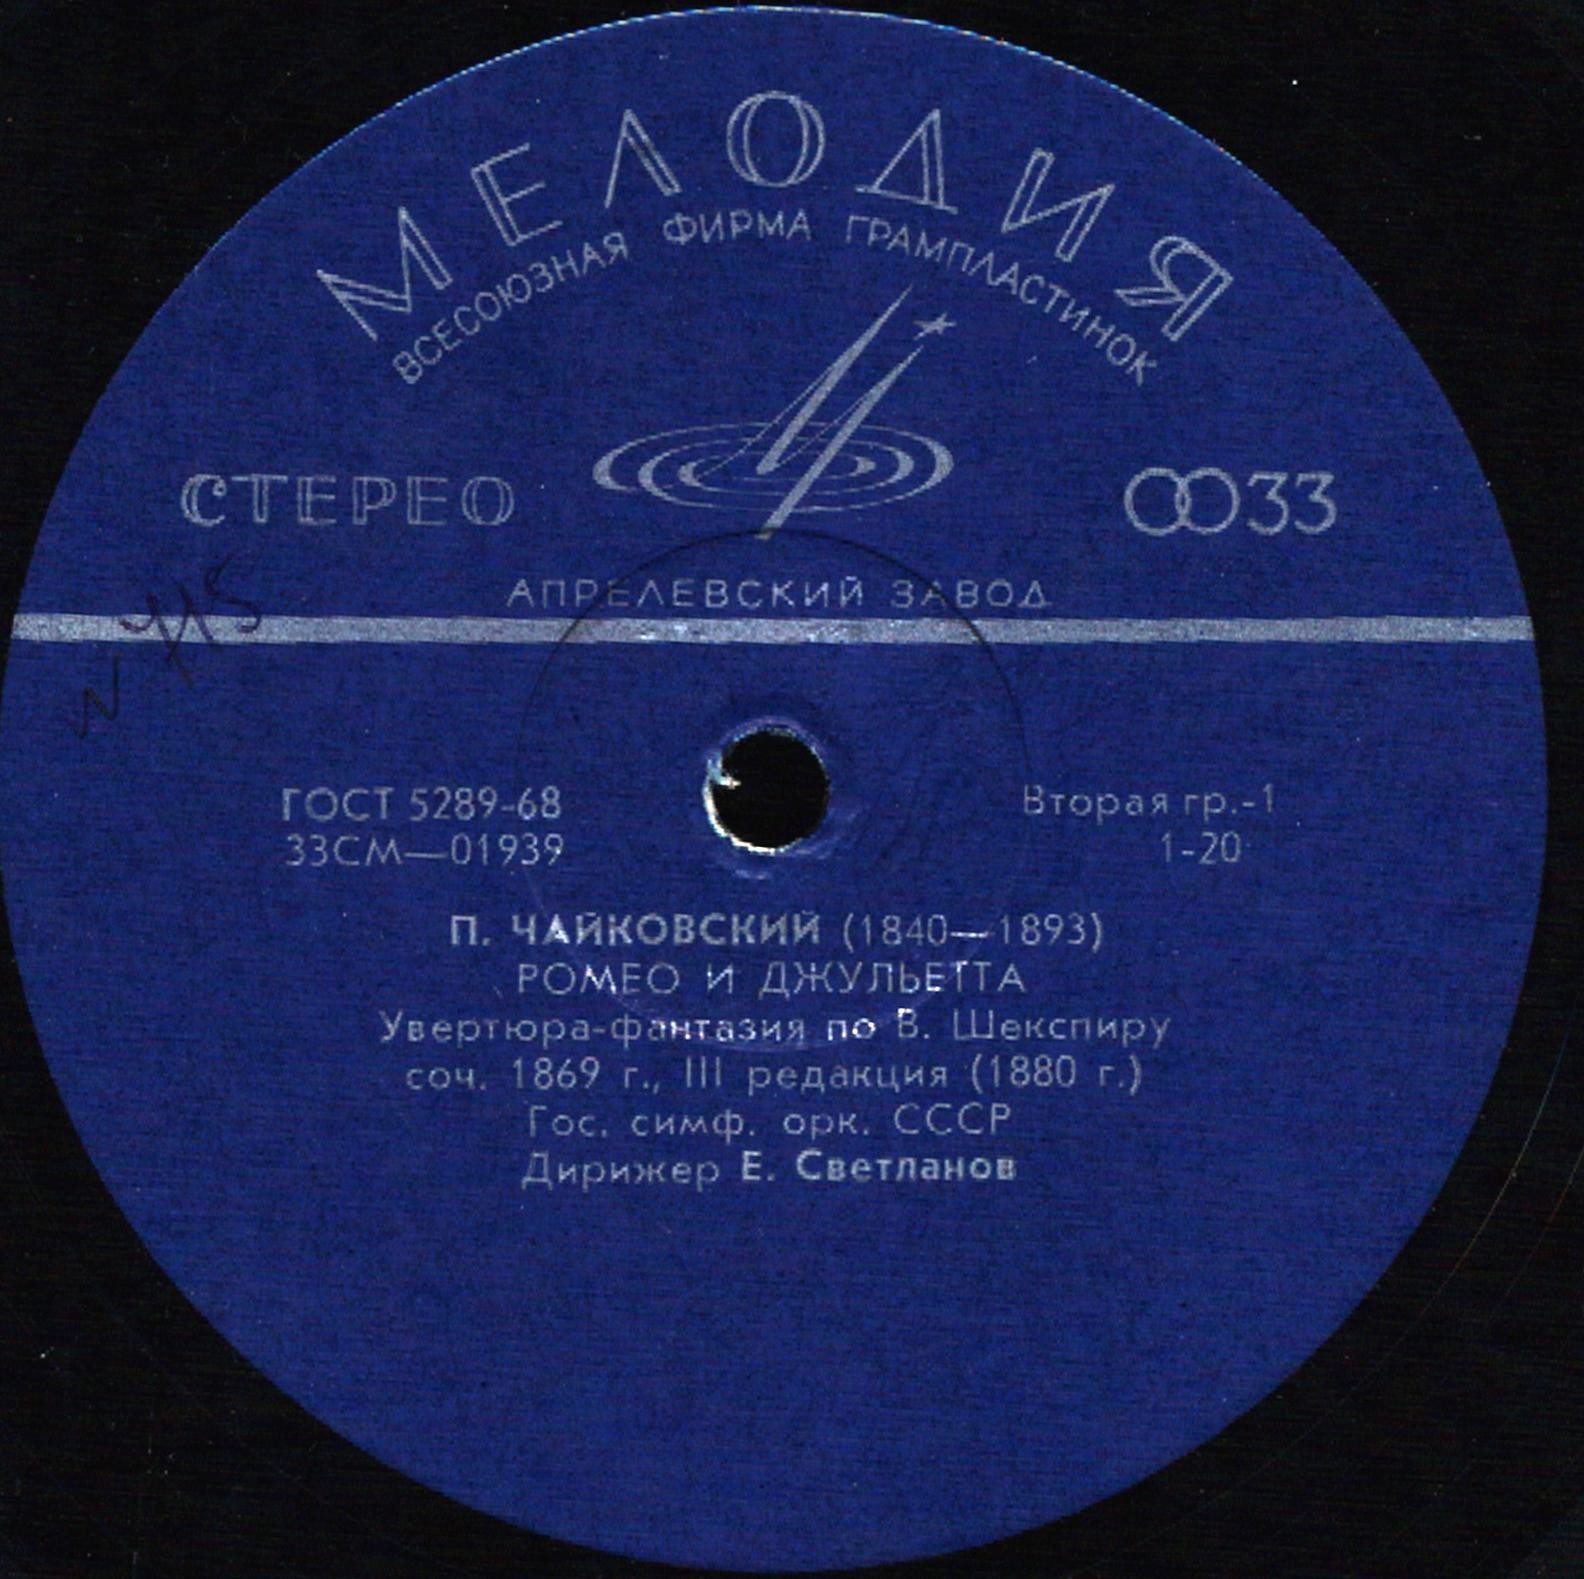 МЕЛОДИЯ
ВСЕСОЮЗНАЯ ФИРМА ГРАМПЛАСТИНОК
СТЕРЕО
33
АПРЕЛЕВСКИЙ ЗАВОД
ГОСТ 5289-68
Вторая гр.-1
33СМ—01939
1-20
П. ЧАЙКОВСКИЙ (1840—1893)
РОМЕО И ДЖУЛЬЕТТА
Увертюра-фантазия по В. Шекспиру
соч. 1869 г., III редакция (1880 г.)
Гос. симф. орк. СССР
Дирижер Е. Светланов